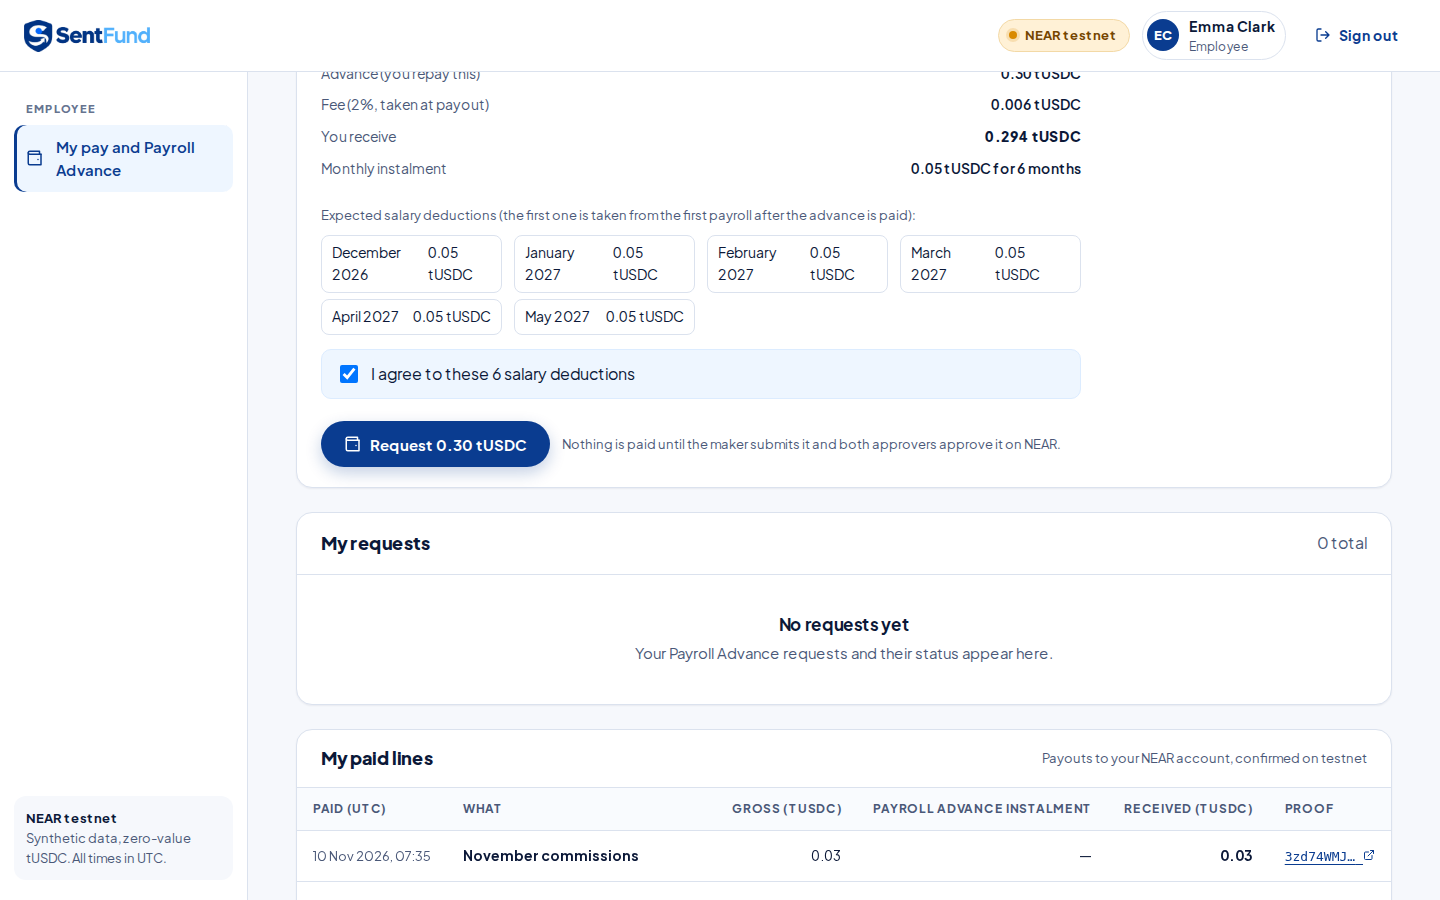 SentFund
NEAR testnet
EC
Emma Clark
Employee
Sign out
EMPLOYEE
My pay and Payroll
Advance
Advance (you repay this) 0.30 tUSDC
Fee (2%, taken at payout) 0.006 tUSDC
You receive 0.294 tUSDC
Monthly instalment 0.05 tUSDC for 6 months
Expected salary deductions (the first one is taken from the first payroll after the advance is paid):
December 2026 0.05 tUSDC
January 2027 0.05 tUSDC
February 2027 0.05 tUSDC
March 2027 0.05 tUSDC
April 2027 0.05 tUSDC
May 2027 0.05 tUSDC
I agree to these 6 salary deductions
Request 0.30 tUSDC
Nothing is paid until the maker submits it and both approvers approve it on NEAR.
My requests 0 total
No requests yet
Your Payroll Advance requests and their status appear here.
My paid lines Payouts to your NEAR account, confirmed on testnet
PAID (UTC) WHAT GROSS (TUSDC) PAYROLL ADVANCE INSTALMENT RECEIVED (TUSDC) PROOF
10 Nov 2026, 07:35 November commissions 0.03 — 0.03 3zd74WMJ…
NEAR testnet
Synthetic data, zero-value
tUSDC. All times in UTC.